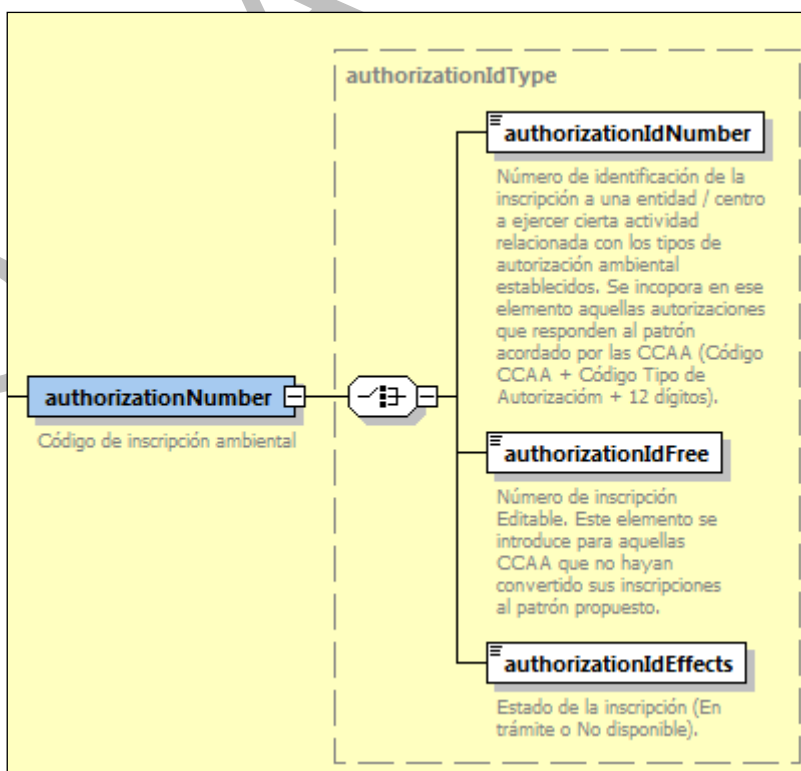 authorizationIdType
authorizationIdNumber
Número de identificación de la
inscripción a una entidad / centro
a ejercer cierta actividad
relacionada con los tipos de
autorización ambiental
establecidos. Se incopora en ese
elemento aquellas autorizaciones
que responden al patrón
acordado por las CCAA (Código
CCAA + Código Tipo de
Autorizacióm + 12 dígitos).
authorizationNumber
Código de inscripción ambiental
authorizationIdFree
Número de inscripción
Editable. Este elemento se
introduce para aquellas
CCAA que no hayan
convertido sus inscripciones
al patrón propuesto.
authorizationIdEffects
Estado de la inscripción (En
trámite o No disponible).